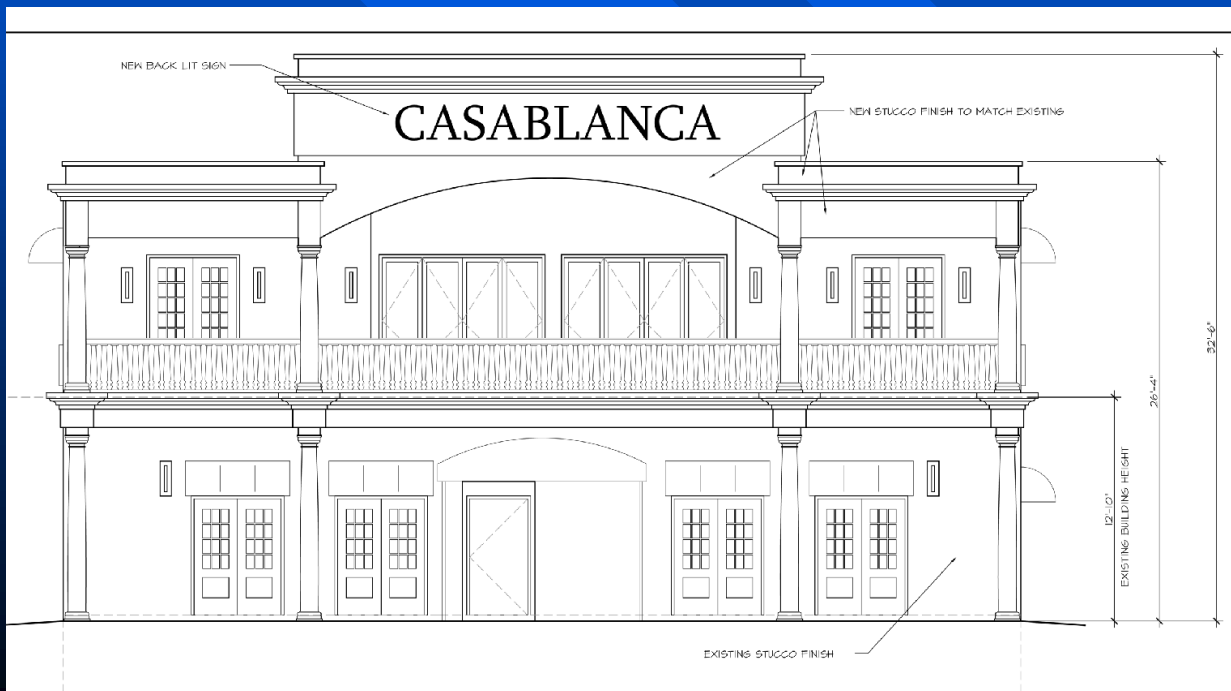 NEW BACK LIT SIGN
CASABLANCA
NEW STUCCO FINISH TO MATCH EXISTING
32'-6"
26'-4"
12'-10"
EXISTING BUILDING HEIGHT
EXISTING STUCCO FINISH